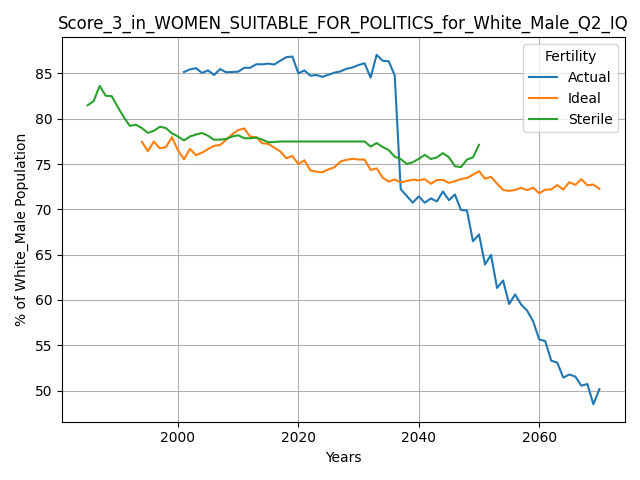 Score_3_in_WOMEN_SUITABLE_FOR_POLITICS_for_White_Male_Q2_IQ
Fertility
Actual
Ideal
Sterile
% of White_Male Population
85
80
75
70
65
60
55
50
2000
2020
2040
2060
Years